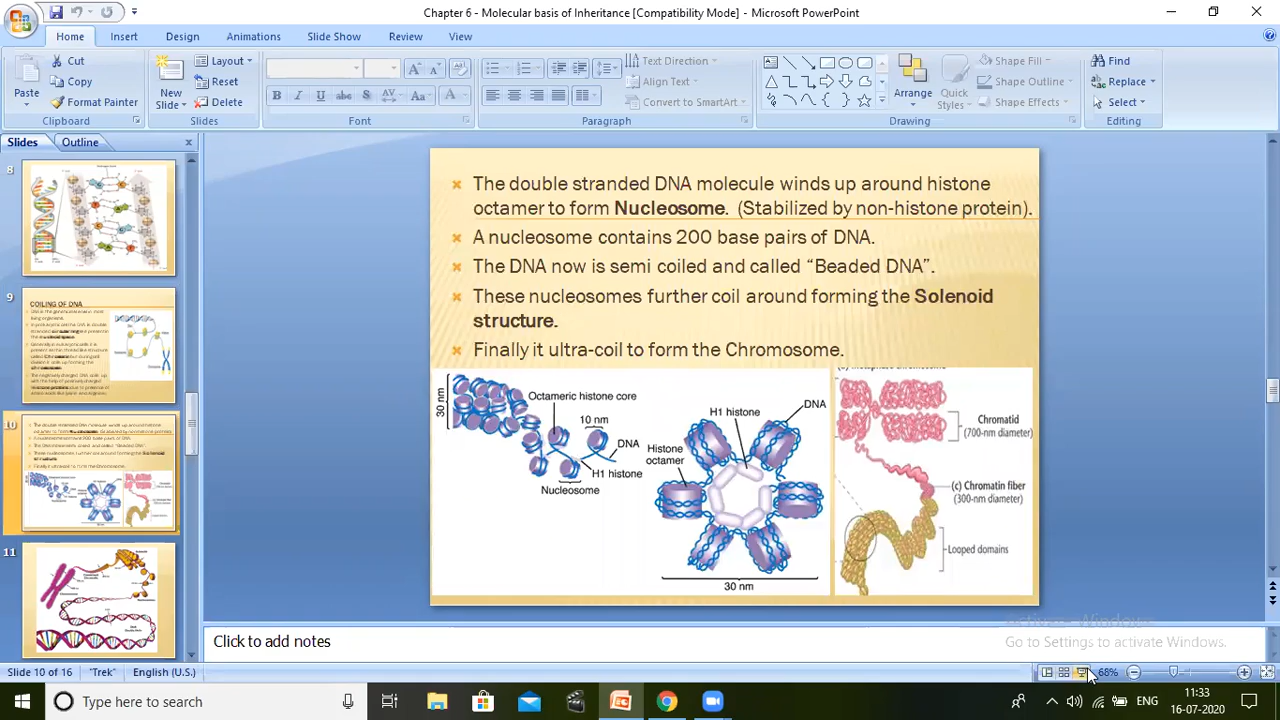 Chapter 6 - Molecular basis of Inheritance [Compatibility Mode] - Microsoft PowerPoint
Home Insert Design Animations Slide Show Review View
Cut
Copy
Format Painter
Paste
Clipboard
New
Slide
Layout
Reset
Delete
Slides
B I U abc S AV Aa A
Font
Text Direction
Align Text
Convert to SmartArt
Paragraph
Arrange
Quick
Styles
Shape Fill
Shape Outline
Shape Effects
Drawing
Find
Replace
Select
Editing
Slides Outline
8
9
COILING OF DNA
10
11
The double stranded DNA molecule winds up around histone
octamer to form Nucleosome. (Stabilized by non-histone protein).
A nucleosome contains 200 base pairs of DNA.
The DNA now is semi coiled and called “Beaded DNA”.
These nucleosomes further coil around forming the Solenoid
structure.
Finally it ultra-coil to form the Chromosome.
30 nm
Octameric histone core
10 nm
DNA
H1 histone
Nucleosome
H1 histone
DNA
Histone
octamer
30 nm
Chromatid
(700-nm diameter)
(c) Chromatin fiber
(300-nm diameter)
Looped domains
Click to add notes
Activate Windows
Go to Settings to activate Windows.
Slide 10 of 16 "Trek" English (U.S.)
68%
Type here to search
ENG
11:33
16-07-2020